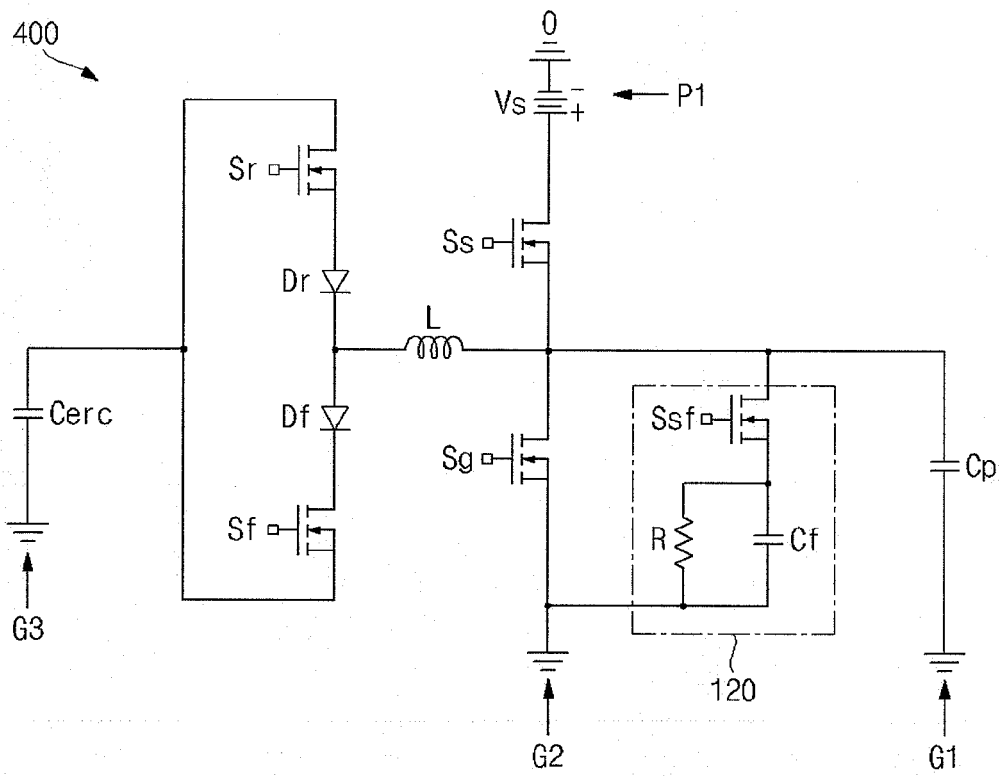 400
0
Vs
-
+
P1
Sr
Ss
Dr
L
Cerc
Df
Ssf
Sg
Cp
Sf
R
Cf
G3
120
G2
G1